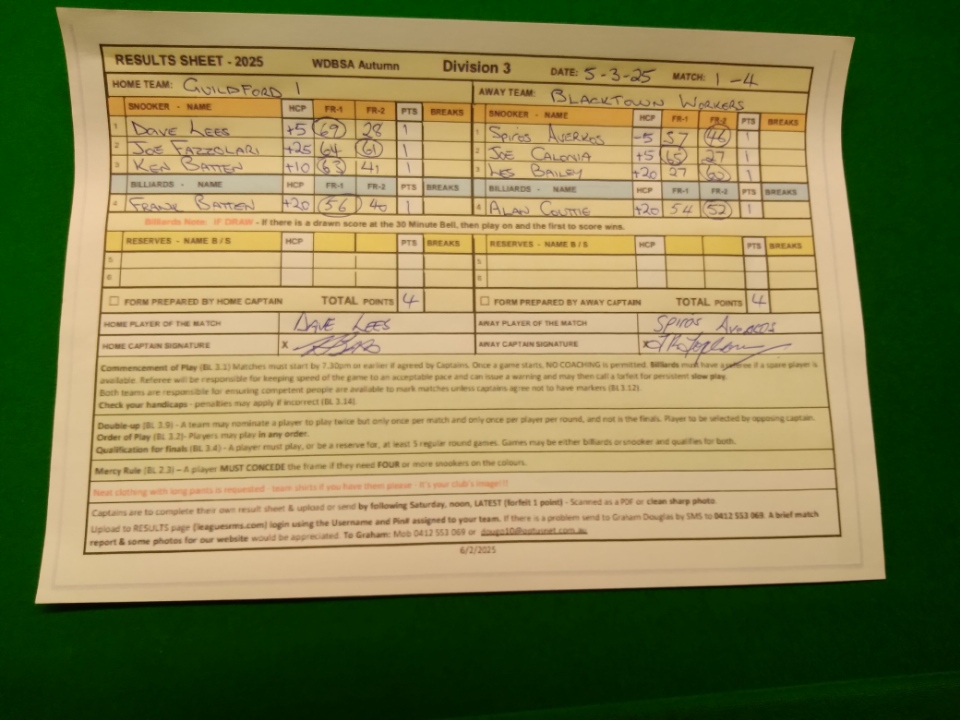 RESULTS SHEET - 2025 WDBSA Autumn Division 3 DATE: 5-3-25 MATCH: 1-4
HOME TEAM: GUILDFORD 1 AWAY TEAM: BLACKTOWN WORKERS
SNOOKER - NAME HCP FR-1 FR-2 PTS BREAKS SNOOKER - NAME HCP FR-1 FR-2 PTS BREAKS
1 DAVE LEES +5 69 28 1 1 SPIROS AVERKOS -5 57 46 1
2 JOE FAZZOLARI +25 64 61 1 2 JOE CALONIA +5 65 27 1
3 KEN BATTEN +10 63 41 1 3 LES BAILEY +20 27 60 1
BILLIARDS - NAME HCP FR-1 FR-2 PTS BREAKS BILLIARDS - NAME HCP FR-1 FR-2 PTS BREAKS
4 FRANK BATTEN +20 56 40 1 4 ALAN COUTTIE +20 54 52 1
Billiards Note: IF DRAW - If there is a drawn score at the 30 Minute Bell, then play on and the first to score wins.
RESERVES - NAME B / S HCP PTS BREAKS RESERVES - NAME B / S HCP PTS BREAKS
5 5
6 6
☐ FORM PREPARED BY HOME CAPTAIN TOTAL POINTS 4 ☐ FORM PREPARED BY AWAY CAPTAIN TOTAL POINTS 4
HOME PLAYER OF THE MATCH DAVE LEES AWAY PLAYER OF THE MATCH SPIROS AVERKOS
HOME CAPTAIN SIGNATURE X AWAY CAPTAIN SIGNATURE X
Commencement of Play (BL 3.1) Matches must start by 7.30pm or earlier if agreed by Captains. Once a game starts, NO COACHING is permitted. Billiards must have a referee if a spare player is
available. Referee will be responsible for keeping speed of the game to an acceptable pace and can issue a warning and may then call a forfeit for persistent slow play.
Both teams are responsible for ensuring competent people are available to mark matches unless captains agree not to have markers (BL 3.12).
Check your handicaps - penalties may apply if incorrect (BL 3.14).
Double-up (BL 3.9) - A team may nominate a player to play twice but only once per match and only once per player per round, and not is the finals. Player to be selected by opposing captain.
Order of Play (BL 3.2)- Players may play in any order.
Qualification for finals (BL 3.4) - A player must play, or be a reserve for, at least 5 regular round games. Games may be either billiards or snooker and qualifies for both.
Mercy Rule (BL 2.3) – A player MUST CONCEDE the frame if they need FOUR or more snookers on the colours.
Neat clothing with long pants is requested - team shirts if you have them please - It's your club's image!!!
Captains are to complete their own result sheet & upload or send by following Saturday, noon, LATEST (forfeit 1 point) - Scanned as a PDF or clean sharp photo.
Upload to RESULTS page (leaguesrms.com) login using the Username and Pin# assigned to your team. If there is a problem send to Graham Douglas by SMS to 0412 553 069. A brief match
report & some photos for our website would be appreciated. To Graham: Mob 0412 553 069 or dougo10@optusnet.com.au
6/2/2025